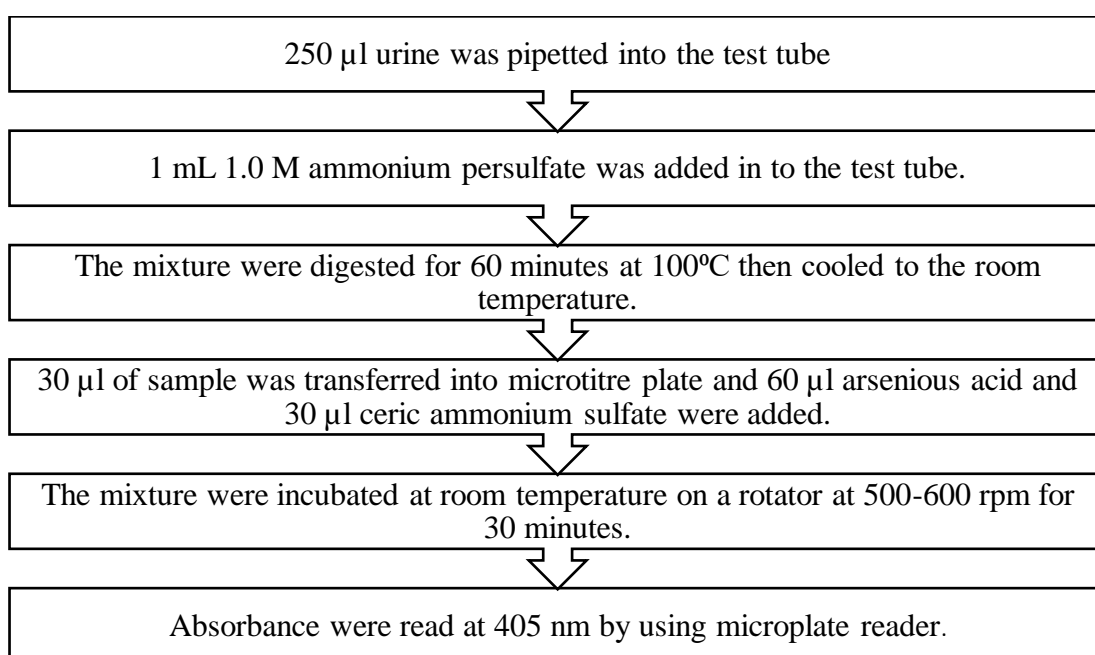 250 µl urine was pipetted into the test tube
1 mL 1.0 M ammonium persulfate was added in to the test tube.
The mixture were digested for 60 minutes at 100ºC then cooled to the room
temperature.
30 µl of sample was transferred into microtitre plate and 60 µl arsenious acid and
30 µl ceric ammonium sulfate were added.
The mixture were incubated at room temperature on a rotator at 500-600 rpm for
30 minutes.
Absorbance were read at 405 nm by using microplate reader.